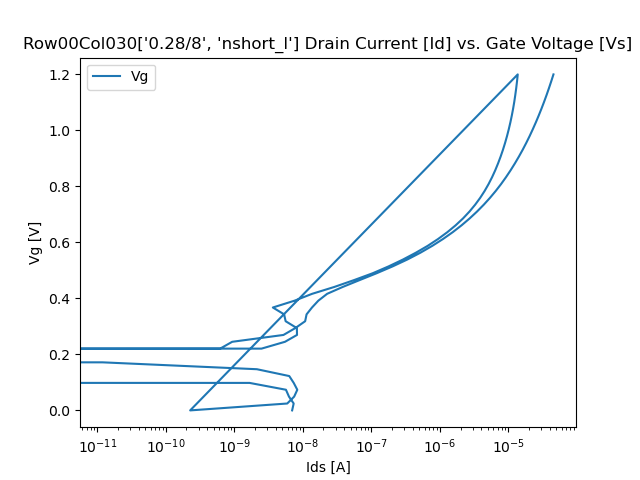 Row00Col030['0.28/8', 'nshort_l'] Drain Current [Id] vs. Gate Voltage [Vs]
Vg
1.2
1.0
0.8
0.6
0.4
0.2
0.0
Vg [V]
10⁻¹¹ 10⁻¹⁰ 10⁻⁹ 10⁻⁸ 10⁻⁷ 10⁻⁶ 10⁻⁵
Ids [A]